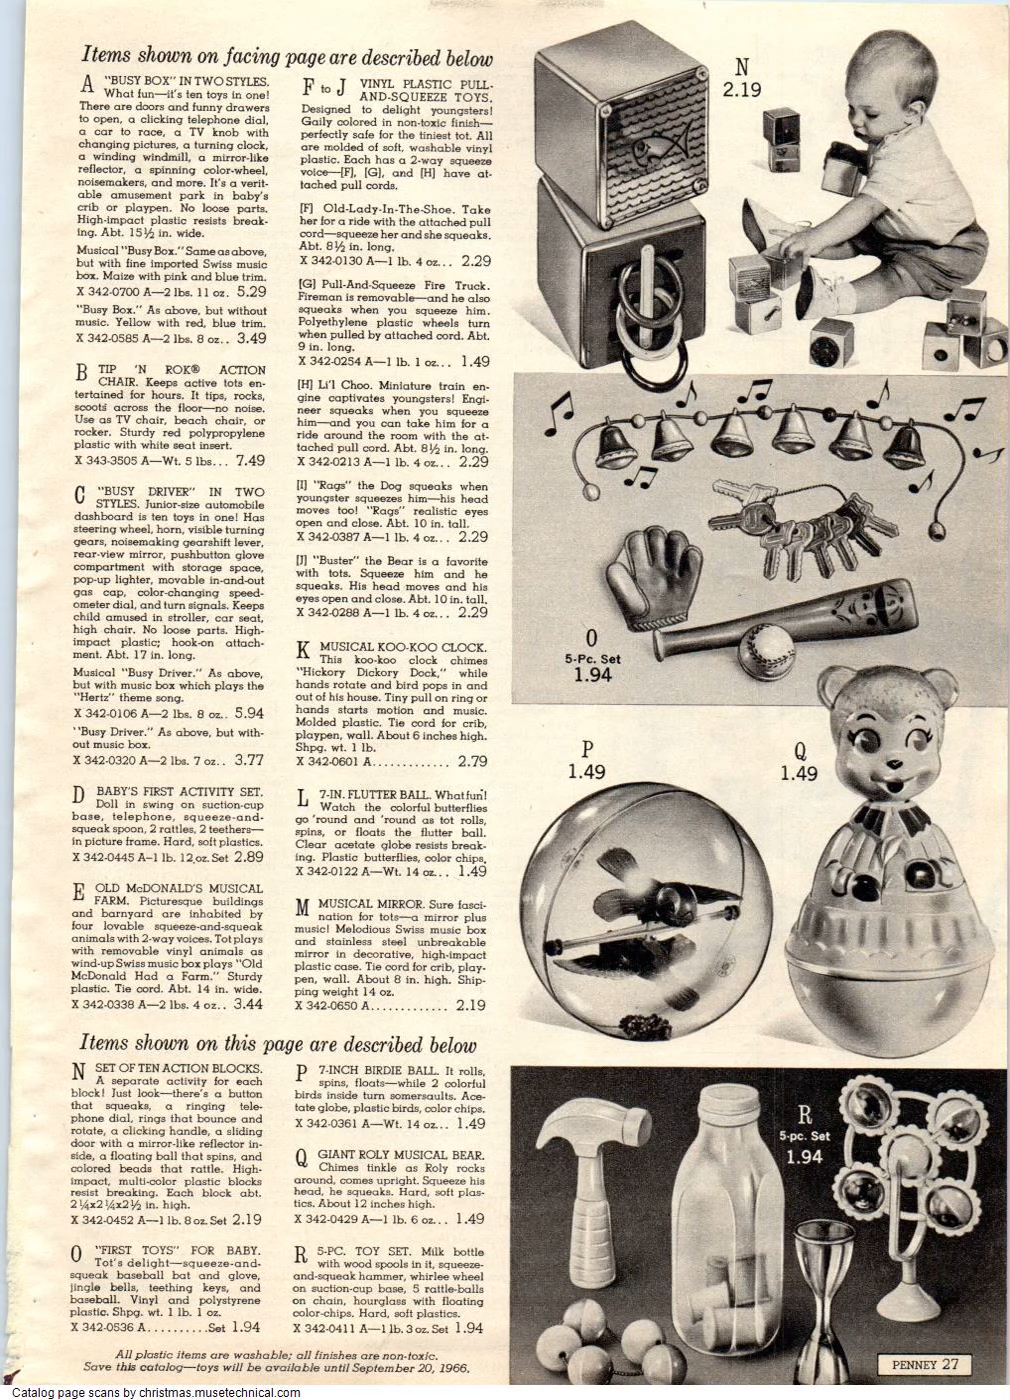 Items shown on facing page are described below
A "BUSY BOX" IN TWO STYLES.
What fun—it's ten toys in one!
There are doors and funny drawers
to open, a clicking telephone dial,
a car to race, a TV knob with
changing pictures, a turning clock,
a winding windmill, a mirror-like
reflector, a spinning color-wheel,
noisemakers, and more. It's a verit-
able amusement park in baby's
crib or playpen. No loose parts.
High-impact plastic resists break-
ing. Abt. 15½ in. wide.
Musical "Busy Box." Same as above,
but with fine imported Swiss music
box. Maize with pink and blue trim.
X 342-0700 A—2 lbs. 11 oz. 5.29
"Busy Box." As above, but without
music. Yellow with red, blue trim.
X 342-0585 A—2 lbs. 8 oz.. 3.49
B TIP 'N ROK® ACTION
CHAIR. Keeps active tots en-
tertained for hours. It tips, rocks,
scoots across the floor—no noise.
Use as TV chair, beach chair, or
rocker. Sturdy red polypropylene
plastic with white seat insert.
X 343-3505 A—Wt. 5 lbs... 7.49
C "BUSY DRIVER" IN TWO
STYLES. Junior-size automobile
dashboard is ten toys in one! Has
steering wheel, horn, visible turning
gears, noisemaking gearshift lever,
rear-view mirror, pushbutton glove
compartment with storage space,
pop-up lighter, movable in-and-out
gas cap, color-changing speed-
ometer dial, and turn signals. Keeps
child amused in stroller, car seat,
high chair. No loose parts. High-
impact plastic; hook-on attach-
ment. Abt. 17 in. long.
Musical "Busy Driver." As above,
but with music box which plays the
"Hertz" theme song.
X 342-0106 A—2 lbs. 8 oz.. 5.94
"Busy Driver." As above, but with-
out music box.
X 342-0320 A—2 lbs. 7 oz.. 3.77
D BABY'S FIRST ACTIVITY SET.
Doll in swing on suction-cup
base, telephone, squeeze-and-
squeak spoon, 2 rattles, 2 teethers—
in picture frame. Hard, soft plastics.
X 342-0445 A-1 lb. 12 oz. Set 2.89
E OLD McDONALD'S MUSICAL
FARM. Picturesque buildings
and barnyard are inhabited by
four lovable squeeze-and-squeak
animals with 2-way voices. Tot plays
with removable vinyl animals as
wind-up Swiss music box plays "Old
McDonald Had a Farm." Sturdy
plastic. Tie cord. Abt. 14 in. wide.
X 342-0338 A—2 lbs. 4 oz.. 3.44
F to J VINYL PLASTIC PULL-
AND-SQUEEZE TOYS.
Designed to delight youngsters!
Gaily colored in non-toxic finish—
perfectly safe for the tiniest tot. All
are molded of soft, washable vinyl
plastic. Each has a 2-way squeeze
voice—[F], [G], and [H] have at-
tached pull cords.
[F] Old-Lady-In-The-Shoe. Take
her for a ride with the attached pull
cord—squeeze her and she squeaks.
Abt. 8½ in. long.
X 342-0130 A—1 lb. 4 oz... 2.29
[G] Pull-And-Squeeze Fire Truck.
Fireman is removable—and he also
squeaks when you squeeze him.
Polyethylene plastic wheels turn
when pulled by attached cord. Abt.
9 in. long.
X 342-0254 A—1 lb. 1 oz... 1.49
[H] Li'l Choo. Miniature train en-
gine captivates youngsters! Engi-
neer squeaks when you squeeze
him—and you can take him for a
ride around the room with the at-
tached pull cord. Abt. 8½ in. long.
X 342-0213 A—1 lb. 4 oz... 2.29
[I] "Rags" the Dog squeaks when
youngster squeezes him—his head
moves too! "Rags" realistic eyes
open and close. Abt. 10 in. tall.
X 342-0387 A—1 lb. 4 oz... 2.29
[J] "Buster" the Bear is a favorite
with tots. Squeeze him and he
squeaks. His head moves and his
eyes open and close. Abt. 10 in. tall.
X 342-0288 A—1 lb. 4 oz... 2.29
K MUSICAL KOO-KOO CLOCK.
This koo-koo clock chimes
"Hickory Dickory Dock," while
hands rotate and bird pops in and
out of his house. Tiny pull on ring or
hands starts motion and music.
Molded plastic. Tie cord for crib,
playpen, wall. About 6 inches high.
Shpg. wt. 1 lb.
X 342-0601 A............. 2.79
L 7-IN. FLUTTER BALL. What fun!
Watch the colorful butterflies
go 'round and 'round as tot rolls,
spins, or floats the flutter ball.
Clear acetate globe resists break-
ing. Plastic butterflies, color chips.
X 342-0122 A—Wt. 14 oz... 1.49
M MUSICAL MIRROR. Sure fasci-
nation for tots—a mirror plus
music! Melodious Swiss music box
and stainless steel unbreakable
mirror in decorative, high-impact
plastic case. Tie cord for crib, play-
pen, wall. About 8 in. high. Ship-
ping weight 14 oz.
X 342-0650 A............. 2.19
Items shown on this page are described below
N SET OF TEN ACTION BLOCKS.
A separate activity for each
block! Just look—there's a button
that squeaks, a ringing tele-
phone dial, rings that bounce and
rotate, a clicking handle, a sliding
door with a mirror-like reflector in-
side, a floating ball that spins, and
colored beads that rattle. High-
impact, multi-color plastic blocks
resist breaking. Each block abt.
2¼x2¼x2½ in. high.
X 342-0452 A—1 lb. 8 oz. Set 2.19
O "FIRST TOYS" FOR BABY.
Tot's delight—squeeze-and-
squeak baseball bat and glove,
jingle bells, teething keys, and
baseball. Vinyl and polystyrene
plastic. Shpg. wt. 1 lb. 1 oz.
X 342-0536 A..........Set 1.94
P 7-INCH BIRDIE BALL. It rolls,
spins, floats—while 2 colorful
birds inside turn somersaults. Ace-
tate globe, plastic birds, color chips.
X 342-0361 A—Wt. 14 oz... 1.49
Q GIANT ROLY MUSICAL BEAR.
Chimes tinkle as Roly rocks
around, comes upright. Squeeze his
head, he squeaks. Hard, soft plas-
tics. About 12 inches high.
X 342-0429 A—1 lb. 6 oz... 1.49
R 5-PC. TOY SET. Milk bottle
with wood spools in it, squeeze-
and-squeak hammer, whirlee wheel
on suction-cup base, 5 rattle-balls
on chain, hourglass with floating
color-chips. Hard, soft plastics.
X 342-0411 A—1 lb. 3 oz. Set 1.94
All plastic items are washable; all finishes are non-toxic.
Save this catalog—toys will be available until September 20, 1966.
N
2.19
O
5-Pc. Set
1.94
P
1.49
Q
1.49
R
5-pc. Set
1.94
PENNEY 27
Catalog page scans by christmas.musetechnical.com